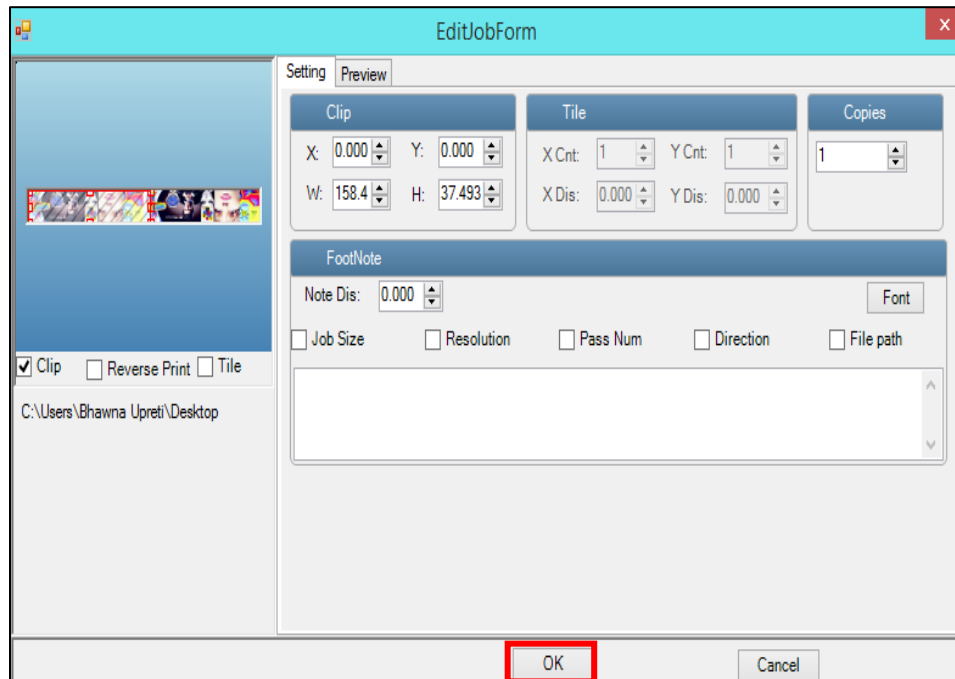 EditJobForm
x
Setting Preview
Clip Tile Copies
X: 0.000 Y: 0.000 X Cnt: 1 Y Cnt: 1 1
W: 158.4 H: 37.493 X Dis: 0.000 Y Dis: 0.000
FootNote
Note Dis: 0.000 Font
Job Size Resolution Pass Num Direction File path
Clip Reverse Print Tile
C:\Users\Bhawna Upreti\Desktop
OK Cancel